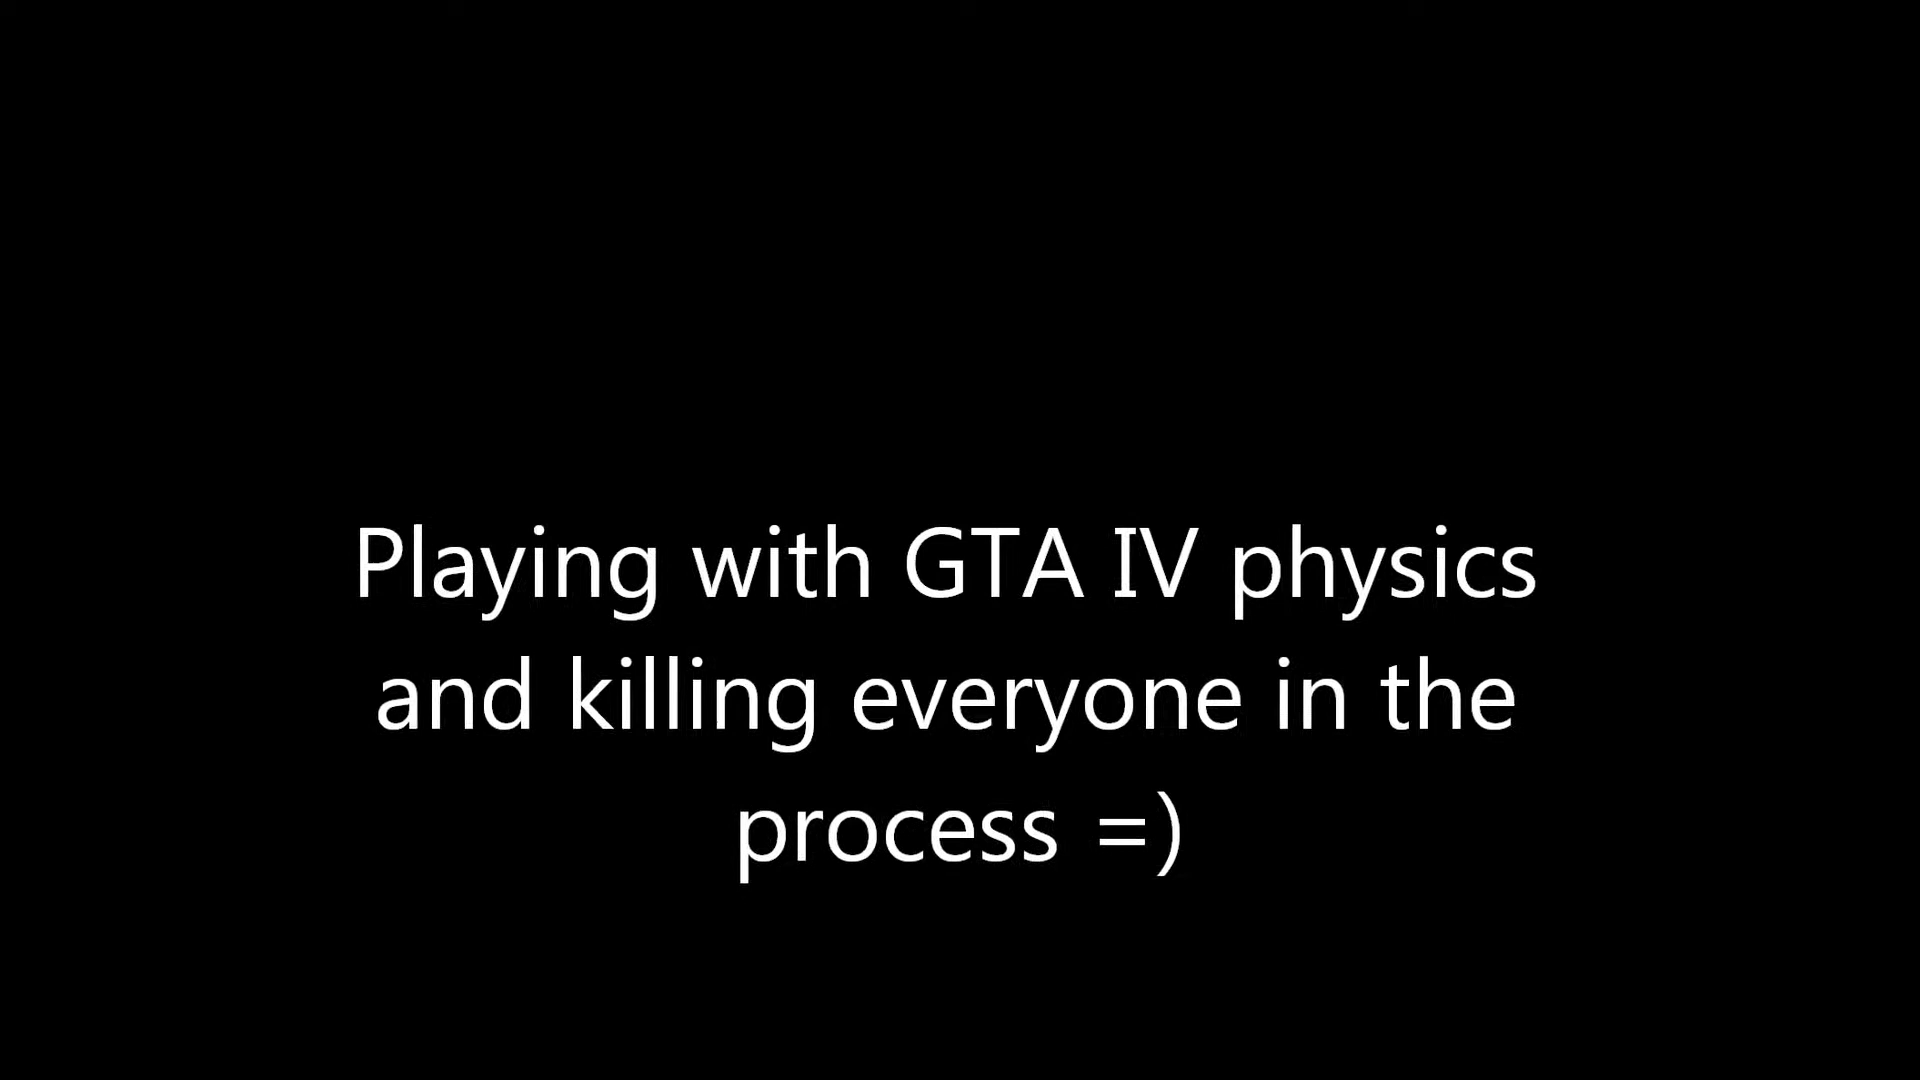 Playing with GTA IV physics
and killing everyone in the
process =)